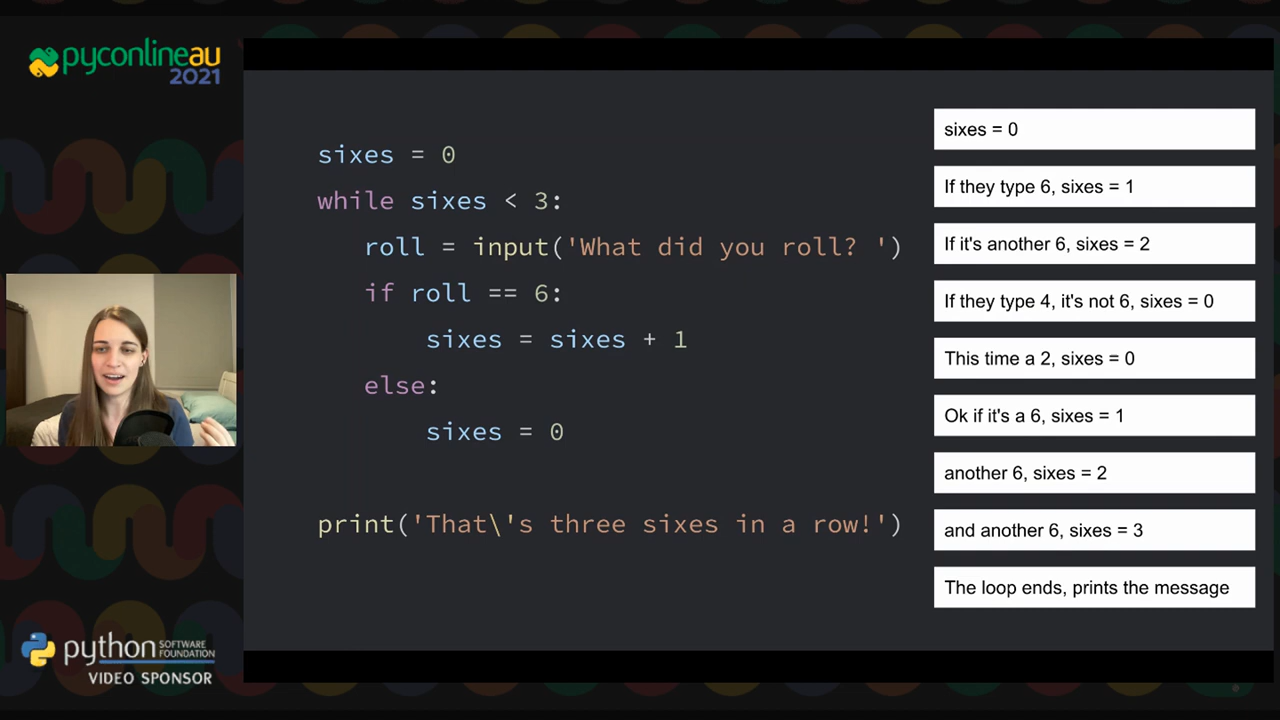 pyconlineau
2021
sixes = 0
while sixes < 3:
roll = input('What did you roll? ')
if roll == 6:
sixes = sixes + 1
else:
sixes = 0
print('That\'s three sixes in a row!')
sixes = 0
If they type 6, sixes = 1
If it's another 6, sixes = 2
If they type 4, it's not 6, sixes = 0
This time a 2, sixes = 0
Ok if it's a 6, sixes = 1
another 6, sixes = 2
and another 6, sixes = 3
The loop ends, prints the message
python SOFTWARE
FOUNDATION
VIDEO SPONSOR